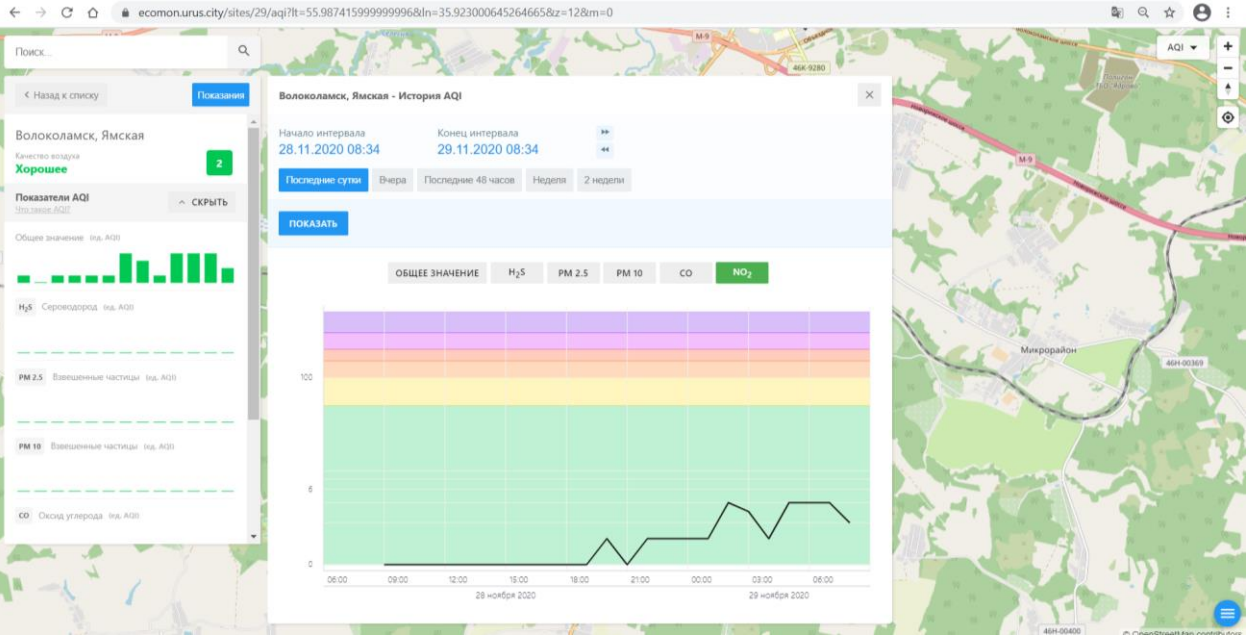 ecomon.urus.city/sites/29/aqi?lt=55.987415999999996&ln=35.923000645264665&z=12&m=0
Поиск...
М-9
46К-9280
AQI
+
−
< Назад к списку
Показания
Волоколамск, Ямская
Качество воздуха
Хорошее
2
Показатели AQI
Что такое AQI?
СКРЫТЬ
Общее значение (ед. AQI)
H₂S Сероводород (ед. AQI)
PM 2.5 Взвешенные частицы (ед. AQI)
PM 10 Взвешенные частицы (ед. AQI)
CO Оксид углерода (ед. AQI)
Волоколамск, Ямская - История AQI
×
Начало интервала
28.11.2020 08:34
Конец интервала
29.11.2020 08:34
Последние сутки
Вчера
Последние 48 часов
Неделя
2 недели
ПОКАЗАТЬ
ОБЩЕЕ ЗНАЧЕНИЕ
H₂S
PM 2.5
PM 10
CO
NO₂
100
6
0
06:00 09:00 12:00 15:00 18:00 21:00 00:00 03:00 06:00
28 ноября 2020
29 ноября 2020
М-9
Микрорайон
46Н-00369
46Н-00400
© OpenStreetMap contributors